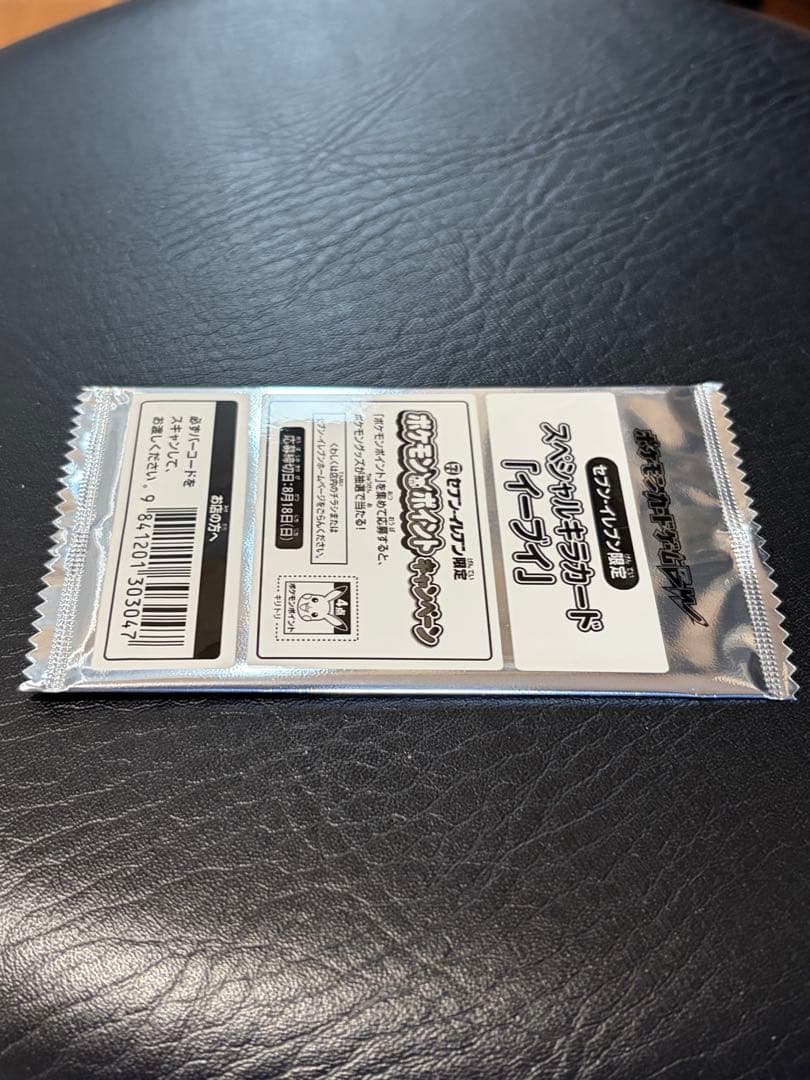 ポケモンカードゲームDP
セブン-イレブン限定
スペシャルキラカード
「イーブイ」
セブン-イレブン限定
ポケモン☆ポイントキャンペーン
「ポケモンポイント」を集めて応募すると、
ポケモングッズが抽選で当たる!
くわしくは店内のチラシまたは
セブン-イレブンホームページをごらんください。
応募締切日:8月18日(日)
4点
ポケモンポイント
キリトリ
お店の方へ
必ずバーコードを
スキャンして、
お渡しください。
9 841201 303047